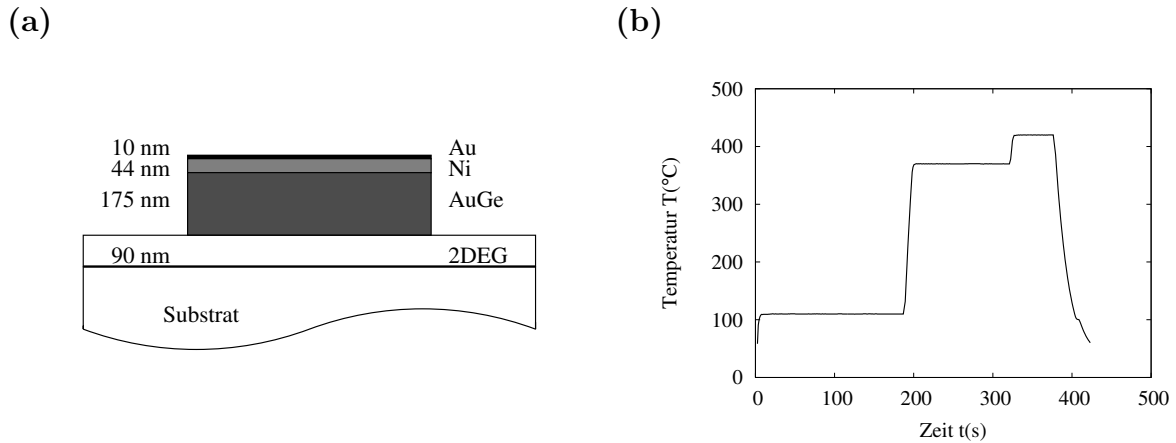 (a)
10 nm Au
44 nm Ni
175 nm AuGe
90 nm 2DEG
Substrat
(b)
500
400
300
200
100
0
0 100 200 300 400 500
Temperatur T(°C)
Zeit t(s)